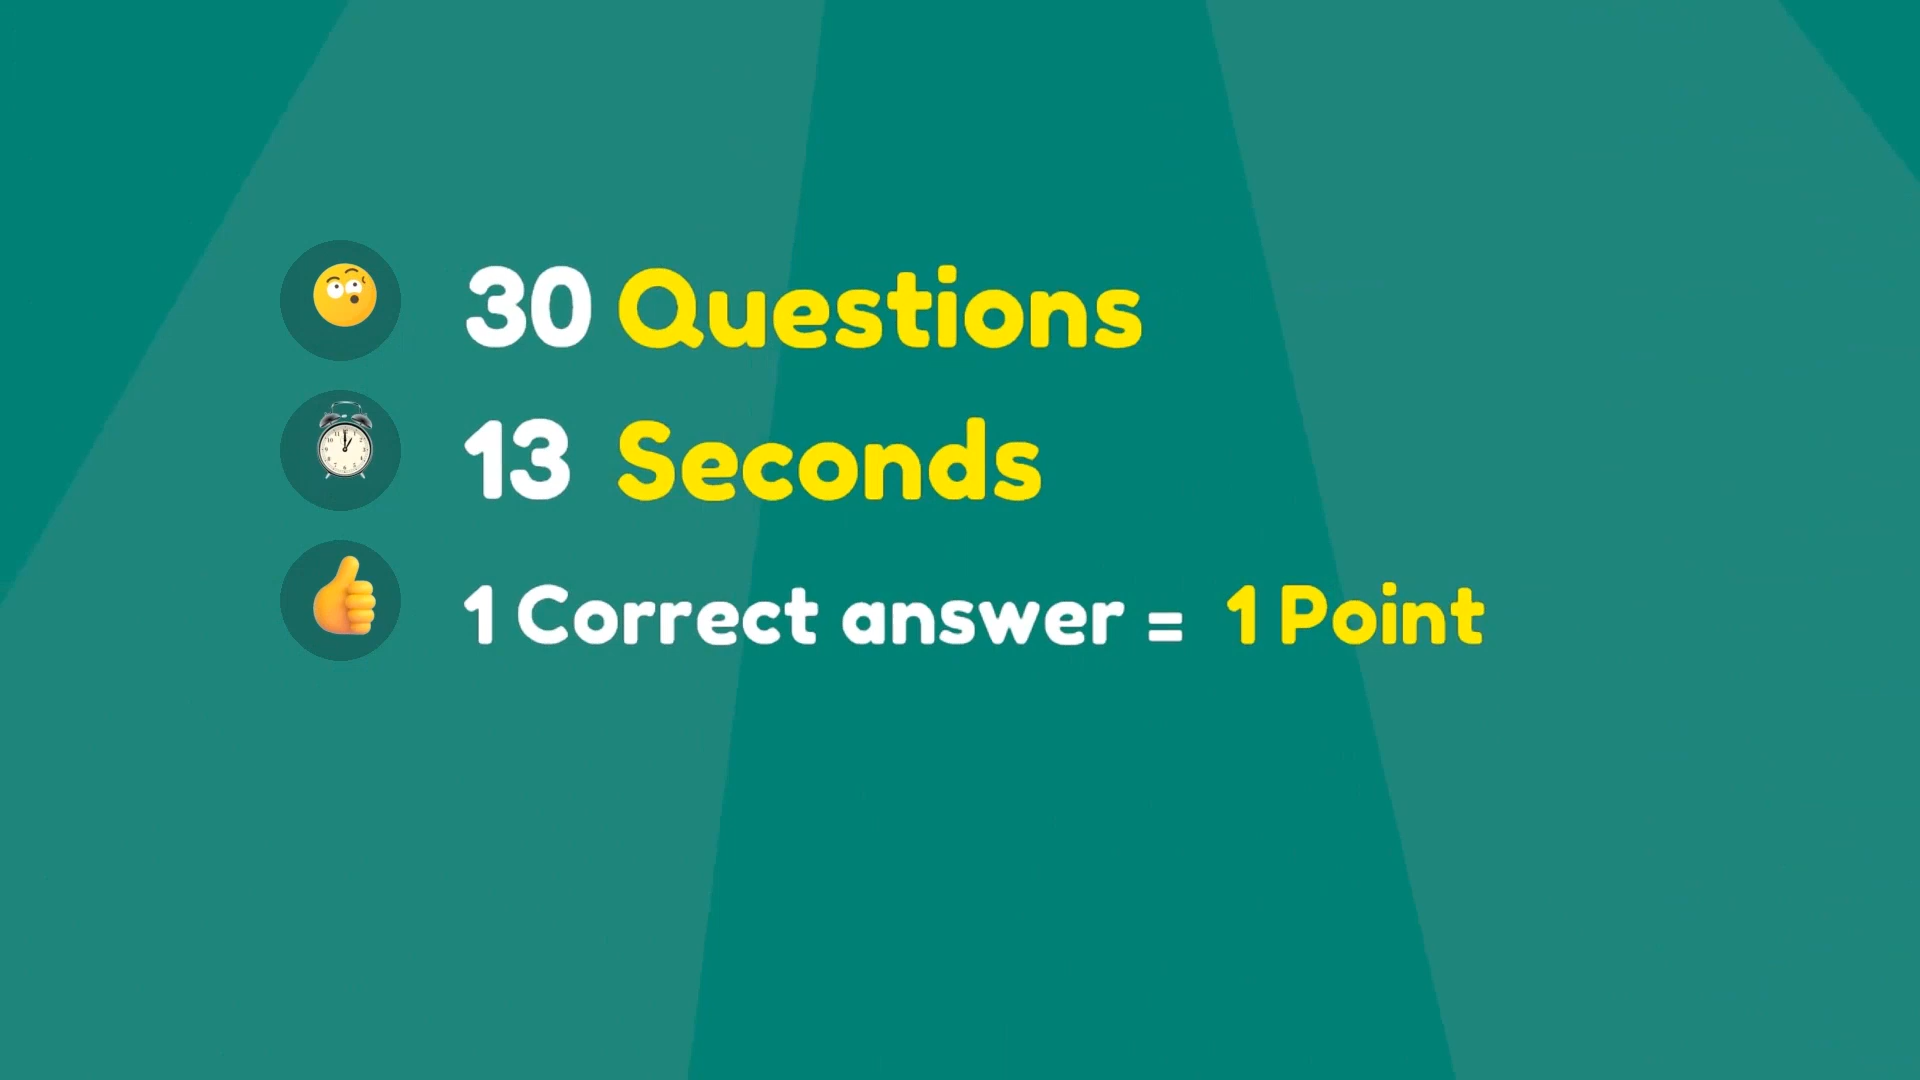 30 Questions
13 Seconds
1 Correct answer = 1 Point